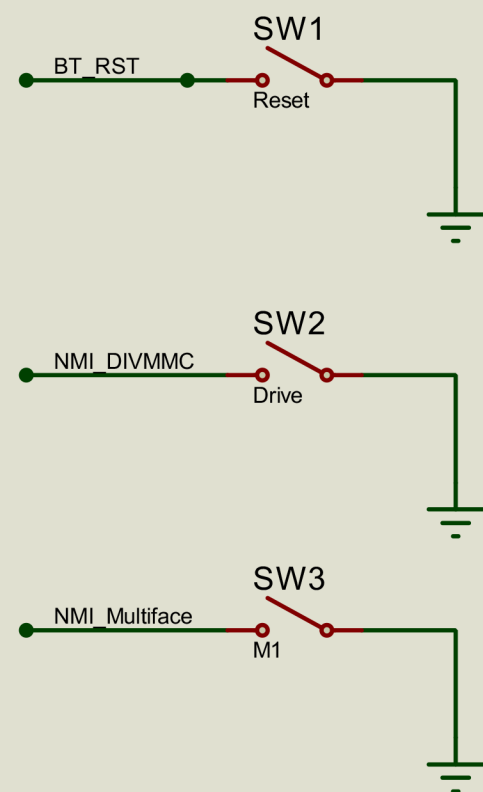 SW1
BT_RST
Reset
SW2
NMI_DIVMMC
Drive
SW3
NMI_Multiface
M1